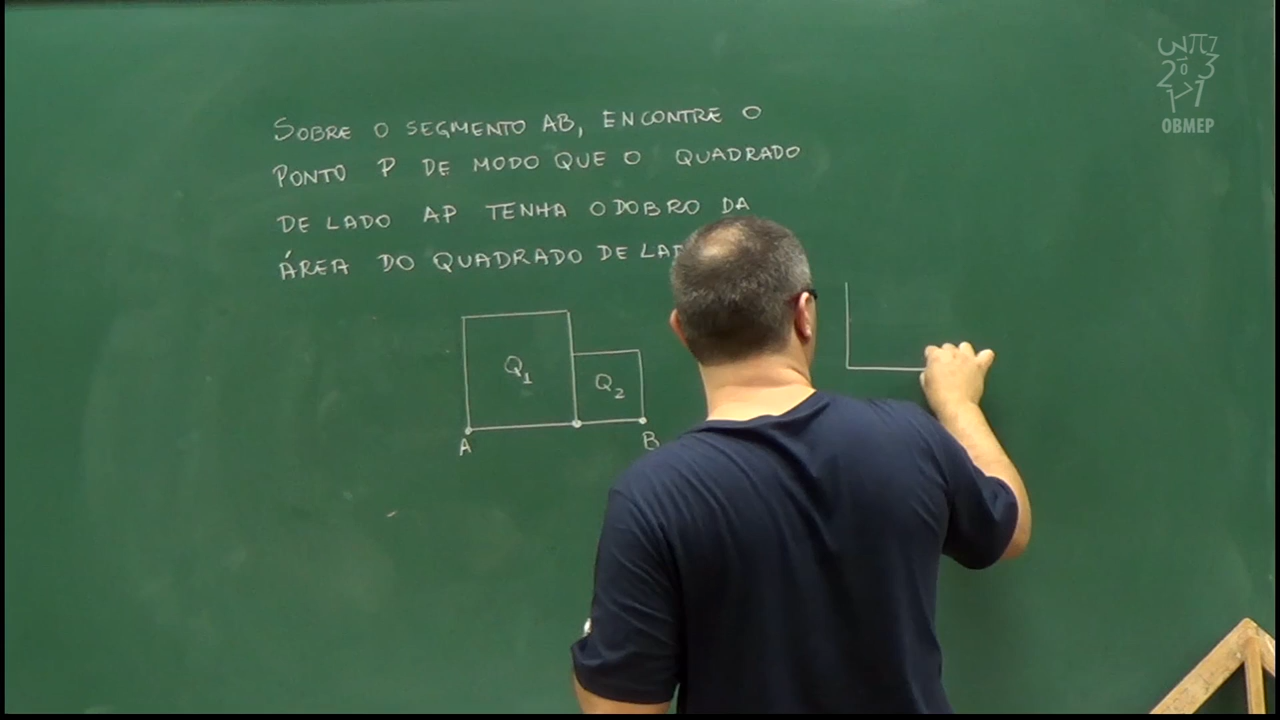 SOBRE O SEGMENTO AB, ENCONTRE O
PONTO P DE MODO QUE O QUADRADO
DE LADO AP TENHA O DOBRO DA
ÁREA DO QUADRADO DE
Q1
Q2
A
B
OBMEP